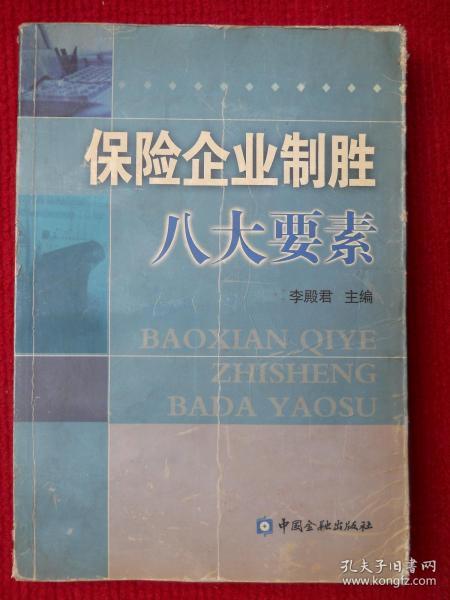 保险企业制胜
八大要素
李殿君 主编
BAOXIAN QIYE
ZHISHENG
BADA YAOSU
中国金融出版社
孔夫子旧书网
www.kongfz.com